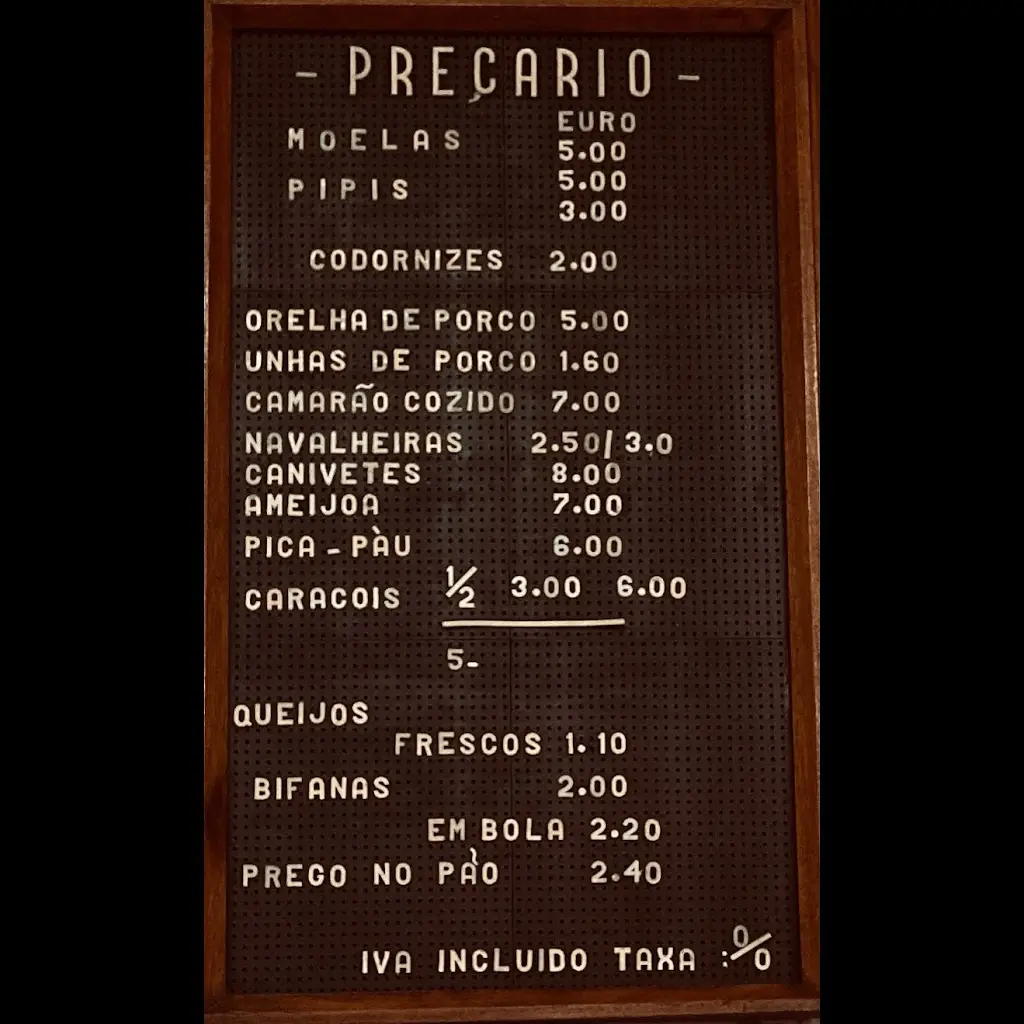 - PREÇARIO -
EURO
MOELAS 5.00
PIPIS 5.00
3.00
CODORNIZES 2.00
ORELHA DE PORCO 5.00
UNHAS DE PORCO 1.60
CAMARÃO COZIDO 7.00
NAVALHEIRAS 2.50/ 3.0
CANIVETES 8.00
AMEIJOA 7.00
PICA - PÀU 6.00
CARACOIS 1/2 3.00 6.00
5-
QUEIJOS
FRESCOS 1.10
BIFANAS 2.00
EM BOLA 2.20
PREGO NO PÀO 2.40
IVA INCLUIDO TAXA :%